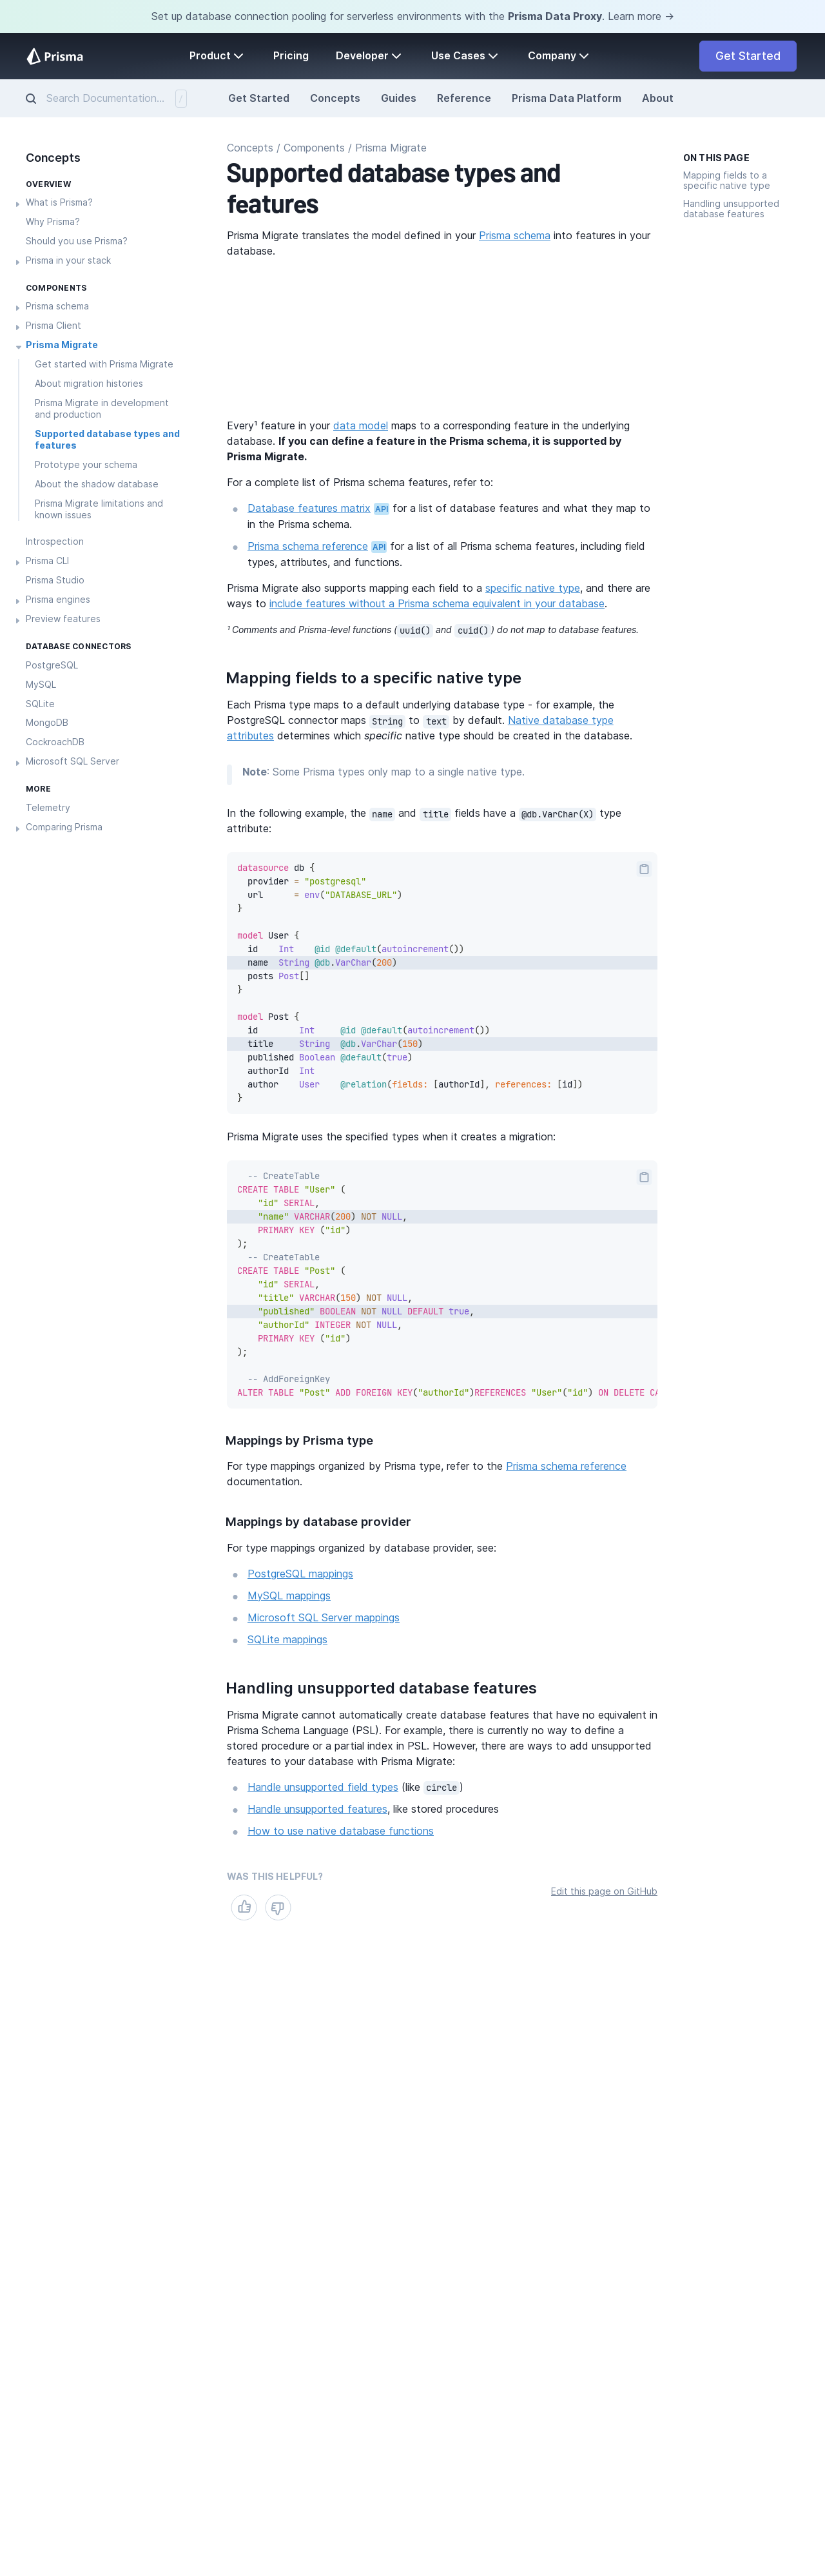 Set up database connection pooling for serverless environments with the Prisma Data Proxy. Learn more →
Prisma
Product
Pricing
Developer
Use Cases
Company
Get Started
Search Documentation...
/
Get Started
Concepts
Guides
Reference
Prisma Data Platform
About
Concepts
OVERVIEW
What is Prisma?
Why Prisma?
Should you use Prisma?
Prisma in your stack
COMPONENTS
Prisma schema
Prisma Client
Prisma Migrate
Get started with Prisma Migrate
About migration histories
Prisma Migrate in development
and production
Supported database types and
features
Prototype your schema
About the shadow database
Prisma Migrate limitations and
known issues
Introspection
Prisma CLI
Prisma Studio
Prisma engines
Preview features
DATABASE CONNECTORS
PostgreSQL
MySQL
SQLite
MongoDB
CockroachDB
Microsoft SQL Server
MORE
Telemetry
Comparing Prisma
Concepts / Components / Prisma Migrate
Supported database types and
features
Prisma Migrate translates the model defined in your Prisma schema into features in your
database.
Every¹ feature in your data model maps to a corresponding feature in the underlying
database. If you can define a feature in the Prisma schema, it is supported by
Prisma Migrate.
For a complete list of Prisma schema features, refer to:
Database features matrix API for a list of database features and what they map to
in the Prisma schema.
Prisma schema reference API for a list of all Prisma schema features, including field
types, attributes, and functions.
Prisma Migrate also supports mapping each field to a specific native type, and there are
ways to include features without a Prisma schema equivalent in your database.
¹ Comments and Prisma-level functions (uuid() and cuid()) do not map to database features.
Mapping fields to a specific native type
Each Prisma type maps to a default underlying database type - for example, the
PostgreSQL connector maps String to text by default. Native database type
attributes determines which specific native type should be created in the database.
Note: Some Prisma types only map to a single native type.
In the following example, the name and title fields have a @db.VarChar(X) type
attribute:
datasource db {
  provider = "postgresql"
  url      = env("DATABASE_URL")
}
model User {
  id    Int    @id @default(autoincrement())
  name  String @db.VarChar(200)
  posts Post[]
}
model Post {
  id        Int     @id @default(autoincrement())
  title     String  @db.VarChar(150)
  published Boolean @default(true)
  authorId  Int
  author    User    @relation(fields: [authorId], references: [id])
}
Prisma Migrate uses the specified types when it creates a migration:
  -- CreateTable
CREATE TABLE "User" (
    "id" SERIAL,
    "name" VARCHAR(200) NOT NULL,
    PRIMARY KEY ("id")
);
  -- CreateTable
CREATE TABLE "Post" (
    "id" SERIAL,
    "title" VARCHAR(150) NOT NULL,
    "published" BOOLEAN NOT NULL DEFAULT true,
    "authorId" INTEGER NOT NULL,
    PRIMARY KEY ("id")
);
  -- AddForeignKey
ALTER TABLE "Post" ADD FOREIGN KEY("authorId")REFERENCES "User"("id") ON DELETE CA
Mappings by Prisma type
For type mappings organized by Prisma type, refer to the Prisma schema reference
documentation.
Mappings by database provider
For type mappings organized by database provider, see:
PostgreSQL mappings
MySQL mappings
Microsoft SQL Server mappings
SQLite mappings
Handling unsupported database features
Prisma Migrate cannot automatically create database features that have no equivalent in
Prisma Schema Language (PSL). For example, there is currently no way to define a
stored procedure or a partial index in PSL. However, there are ways to add unsupported
features to your database with Prisma Migrate:
Handle unsupported field types (like circle)
Handle unsupported features, like stored procedures
How to use native database functions
WAS THIS HELPFUL?
Edit this page on GitHub
ON THIS PAGE
Mapping fields to a
specific native type
Handling unsupported
database features